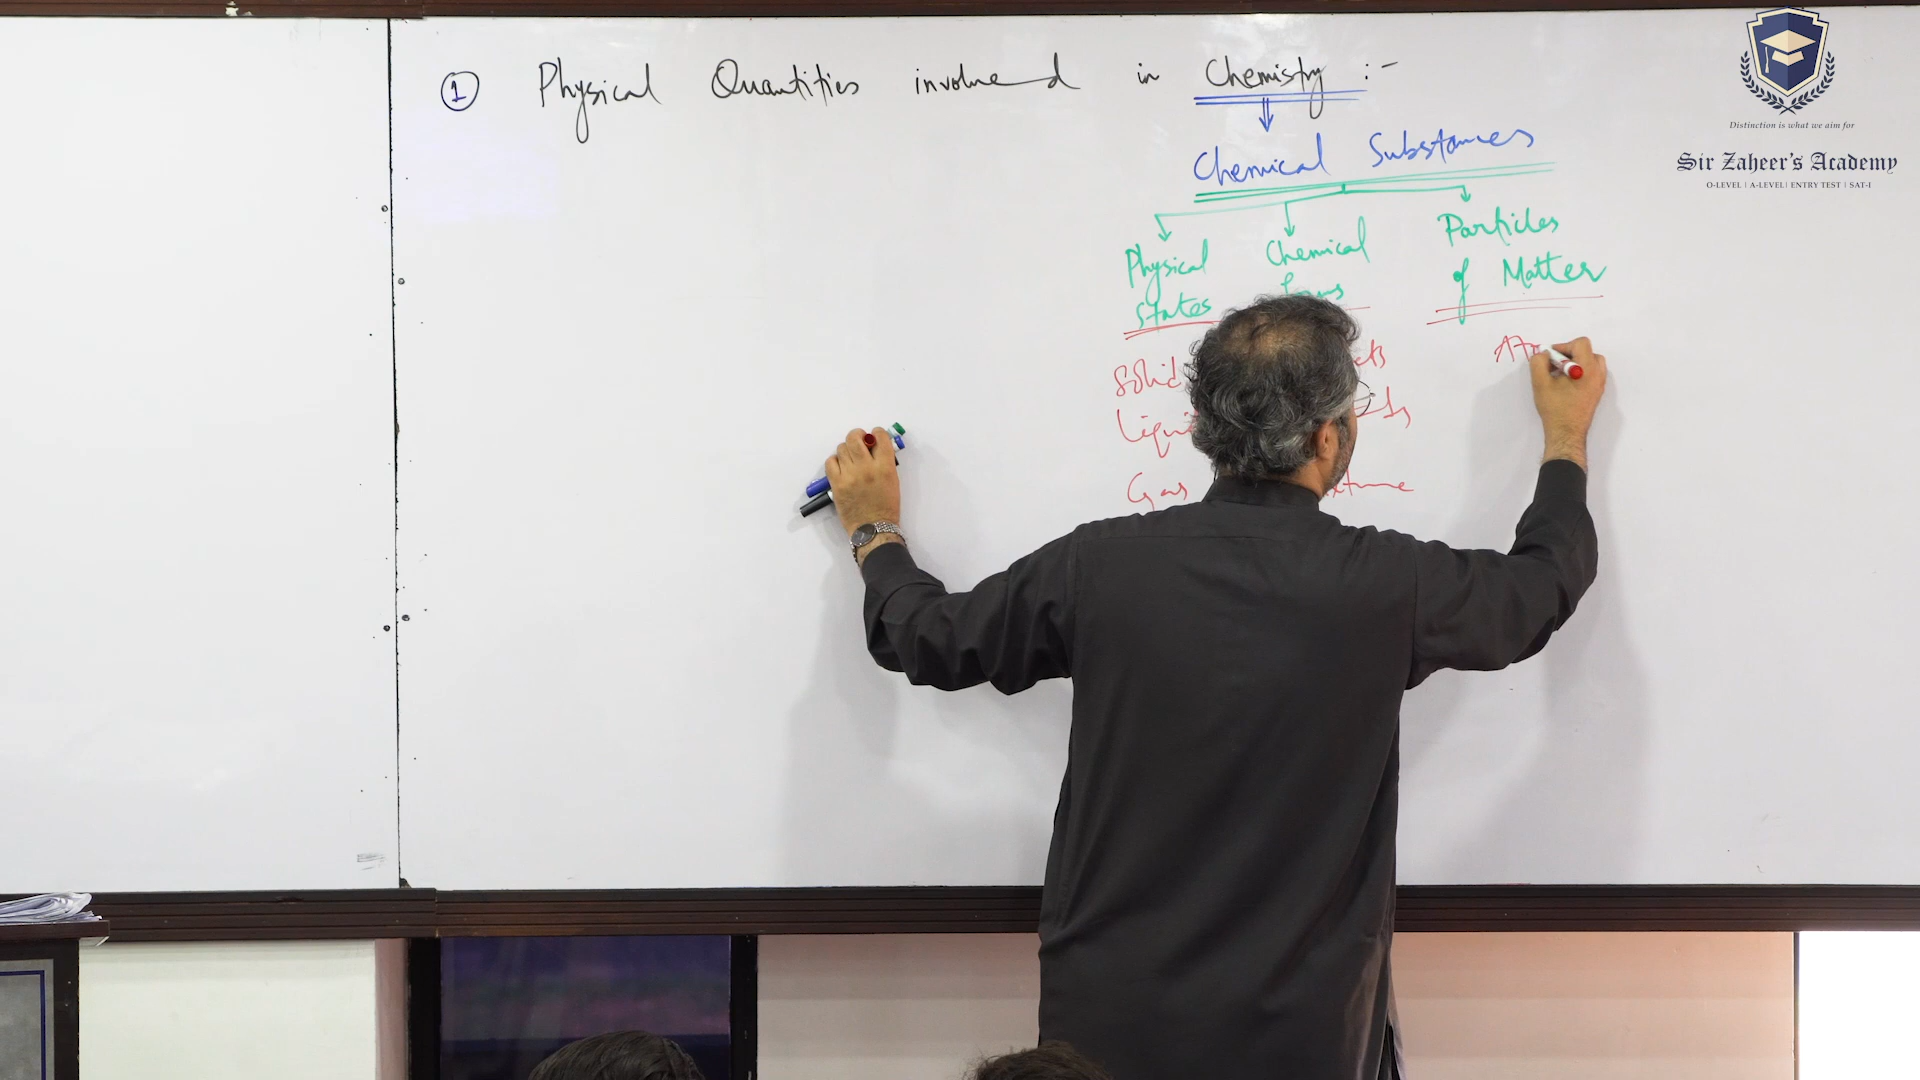 ① Physical Quantities involved in Chemistry :-
Chemical Substances
Physical States
Chemical
Particles of Matter
Solid
Gas
Distinction is what we aim for
Sir Zaheer's Academy
O-LEVEL | A-LEVEL | ENTRY TEST | SAT-I